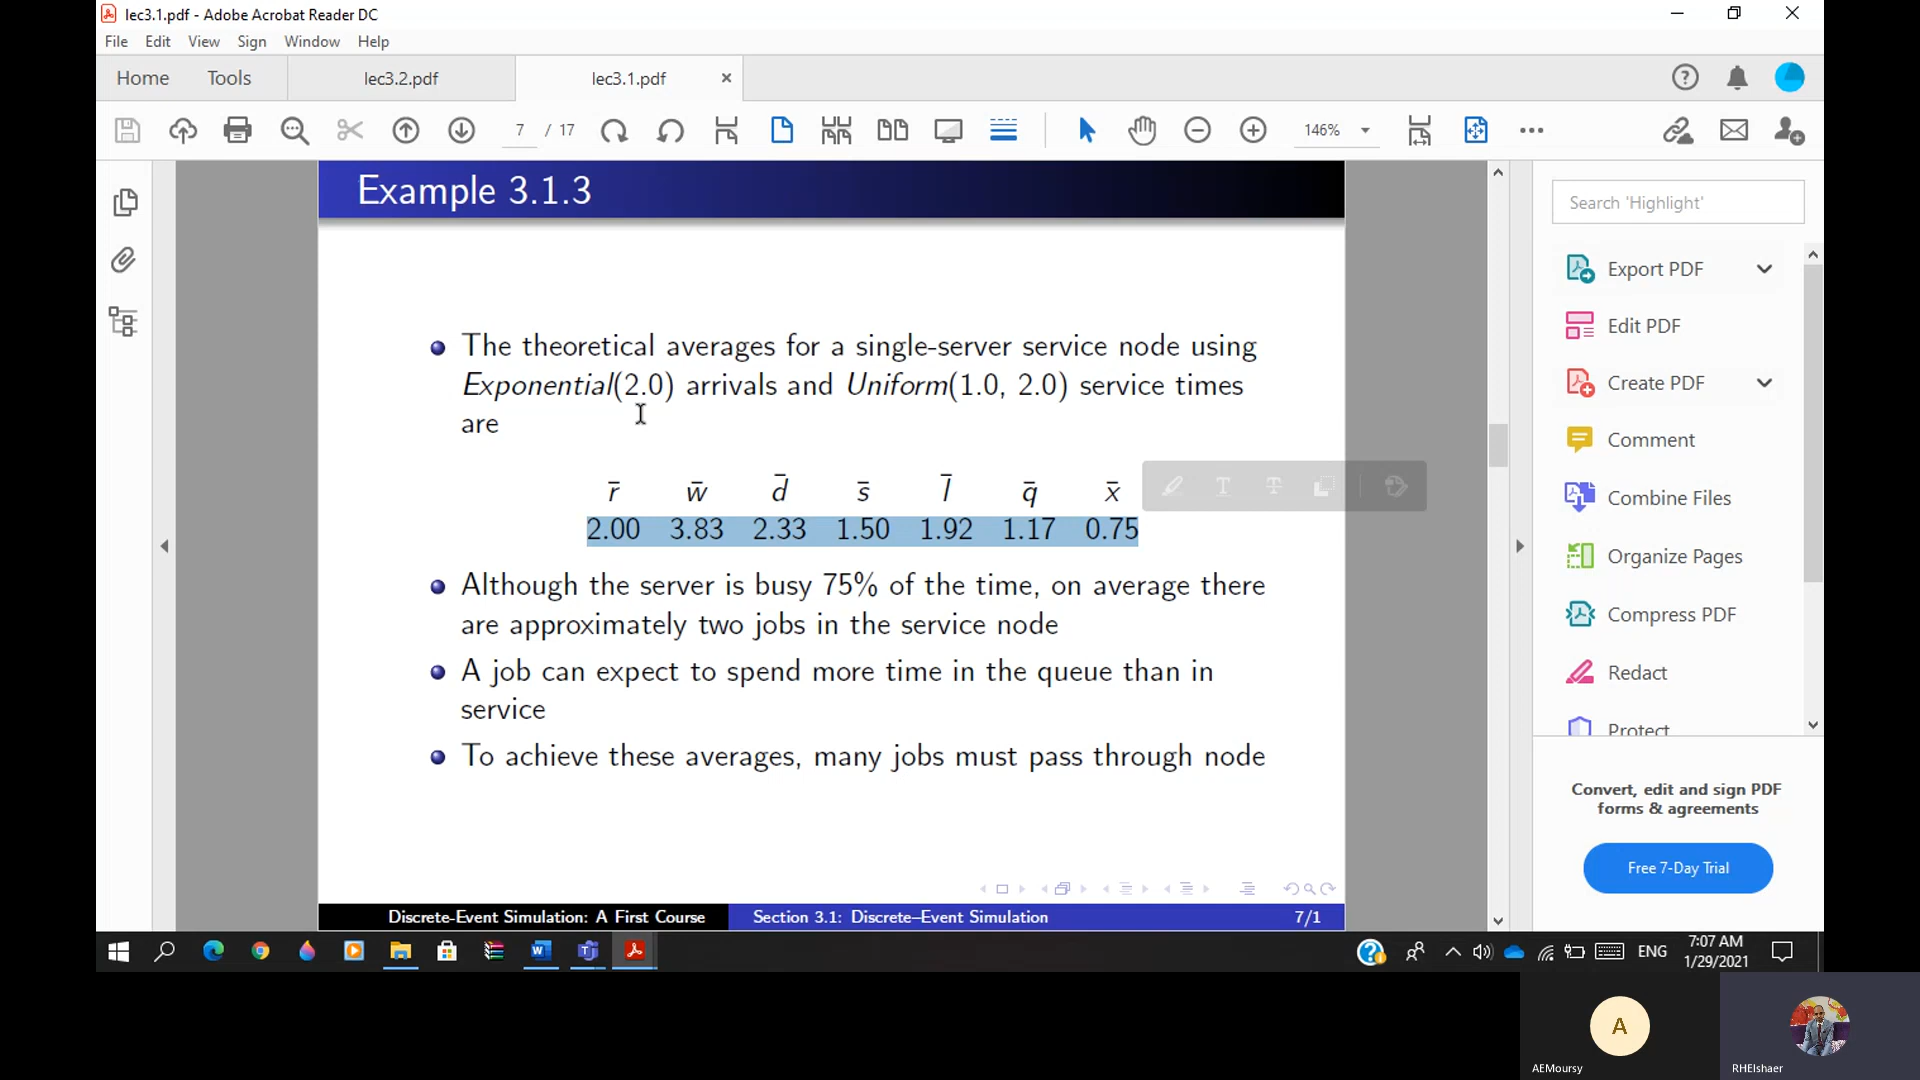 lec3.1.pdf - Adobe Acrobat Reader DC
File Edit View Sign Window Help
Home Tools lec3.2.pdf lec3.1.pdf ×
7 / 17 146%
Example 3.1.3
Search 'Highlight'
Export PDF
Edit PDF
Create PDF
Comment
Combine Files
Organize Pages
Compress PDF
Redact
Protect
The theoretical averages for a single-server service node using
Exponential(2.0) arrivals and Uniform(1.0, 2.0) service times
are
r̄ w̄ d̄ s̄ l̄ q̄ x̄
2.00 3.83 2.33 1.50 1.92 1.17 0.75
Although the server is busy 75% of the time, on average there
are approximately two jobs in the service node
A job can expect to spend more time in the queue than in
service
To achieve these averages, many jobs must pass through node
Convert, edit and sign PDF
forms & agreements
Free 7-Day Trial
Discrete-Event Simulation: A First Course Section 3.1: Discrete–Event Simulation 7/1
ENG
7:07 AM
1/29/2021
A
AEMoursy
RHElshaer